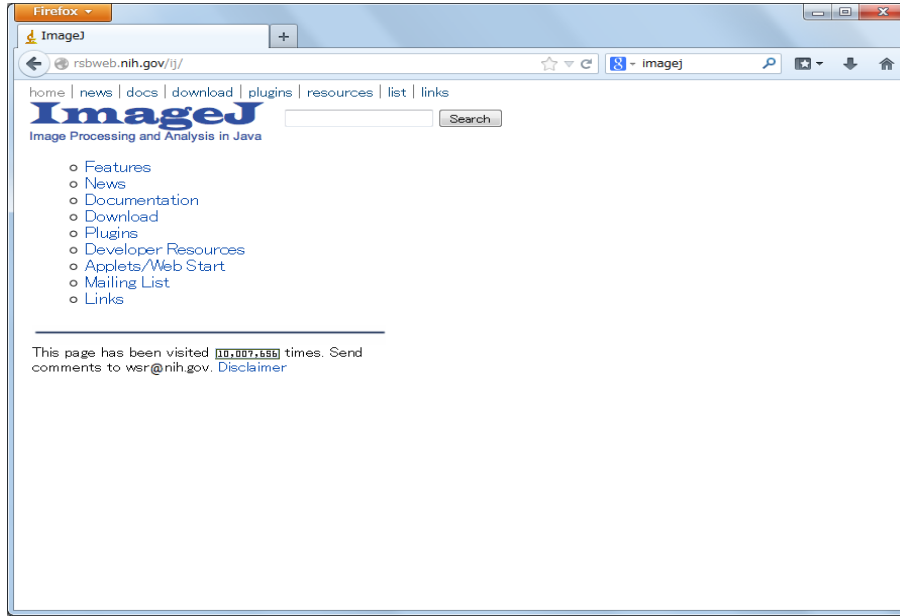 Firefox
ImageJ
rsbweb.nih.gov/ij/
imagej
home | news | docs | download | plugins | resources | list | links
ImageJ
Search
Image Processing and Analysis in Java
Features
News
Documentation
Download
Plugins
Developer Resources
Applets/Web Start
Mailing List
Links
This page has been visited 10,007,656 times. Send
comments to wsr@nih.gov. Disclaimer